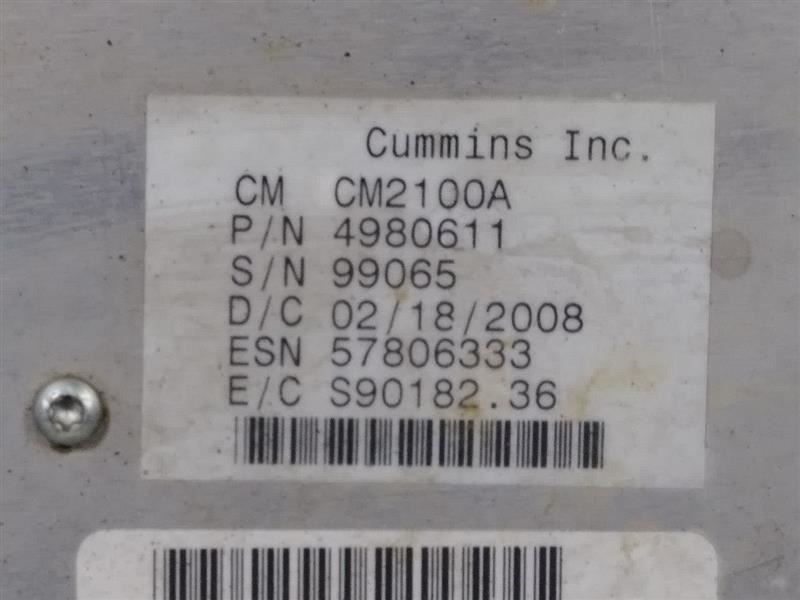 Cummins Inc.
CM CM2100A
P/N 4980611
S/N 99065
D/C 02/18/2008
ESN 57806333
E/C S90182.36